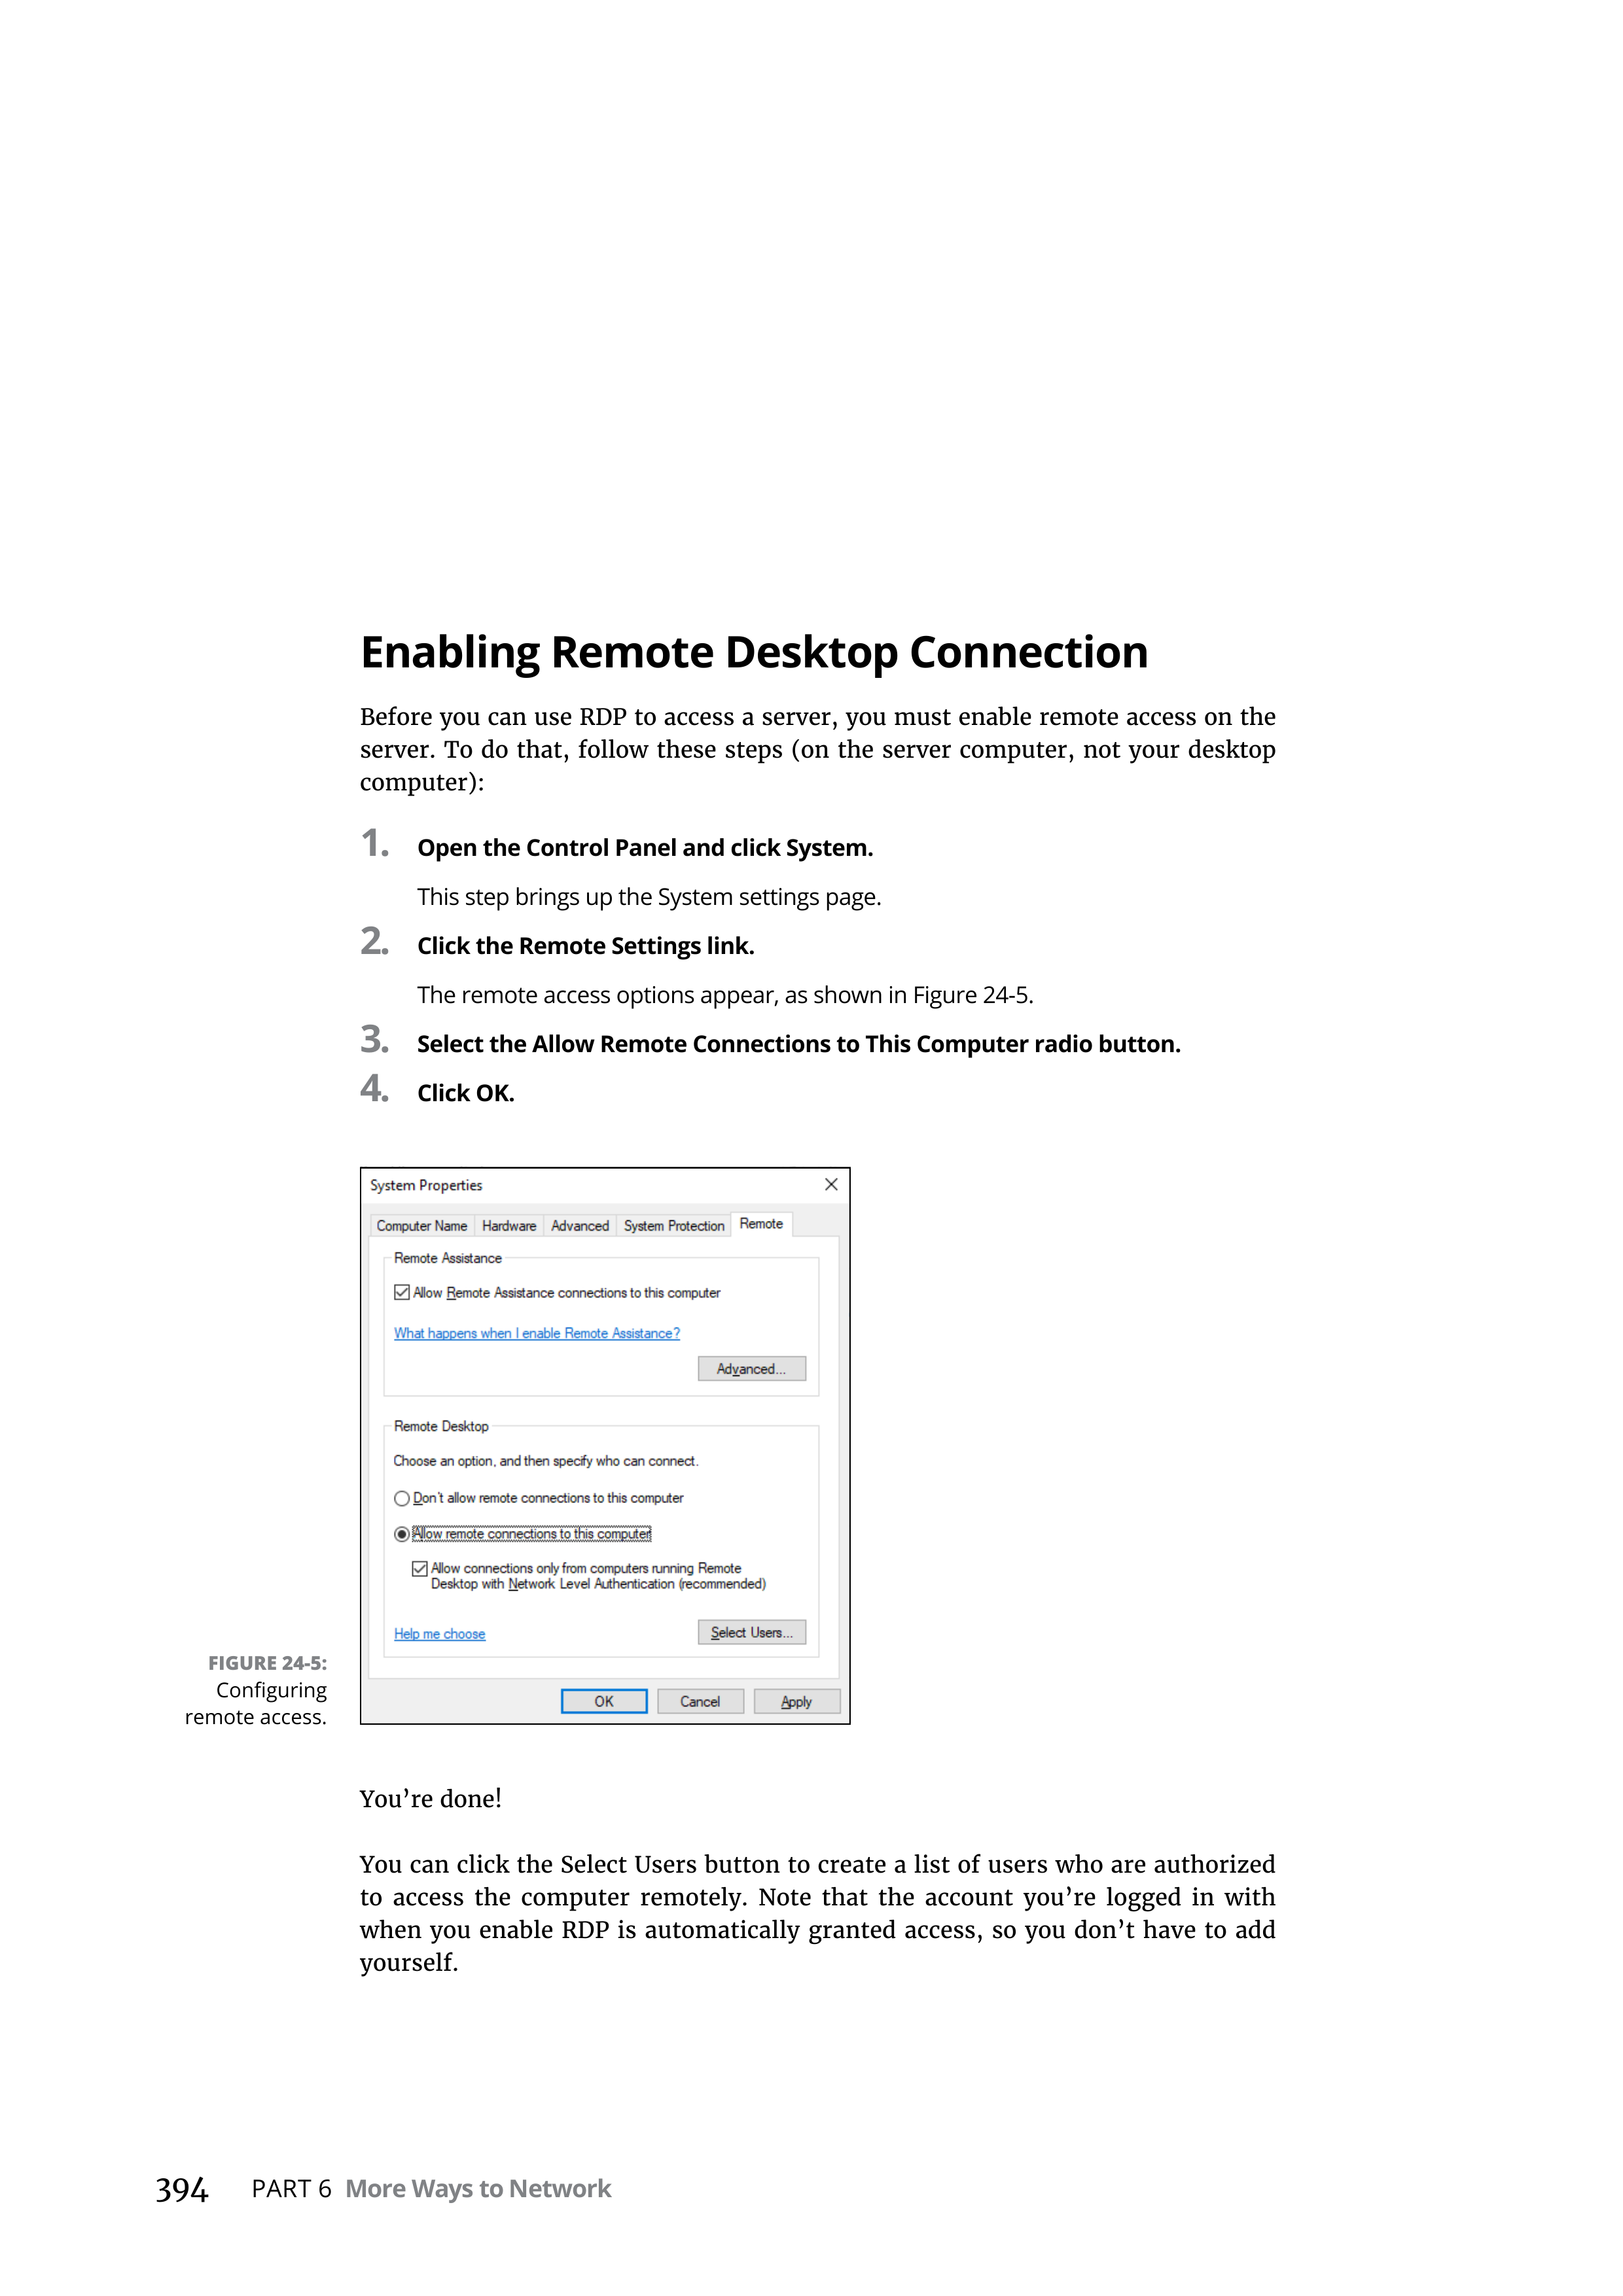 Enabling Remote Desktop Connection
Before you can use RDP to access a server, you must enable remote access on the
server. To do that, follow these steps (on the server computer, not your desktop
computer):
1. Open the Control Panel and click System.
This step brings up the System settings page.
2. Click the Remote Settings link.
The remote access options appear, as shown in Figure 24-5.
3. Select the Allow Remote Connections to This Computer radio button.
4. Click OK.
System Properties
Computer Name Hardware Advanced System Protection Remote
Remote Assistance
Allow Remote Assistance connections to this computer
What happens when I enable Remote Assistance?
Advanced...
Remote Desktop
Choose an option, and then specify who can connect.
Don't allow remote connections to this computer
Allow remote connections to this computer
Allow connections only from computers running Remote
Desktop with Network Level Authentication (recommended)
Help me choose Select Users...
OK Cancel Apply
FIGURE 24-5:
Configuring
remote access.
You’re done!
You can click the Select Users button to create a list of users who are authorized
to access the computer remotely. Note that the account you’re logged in with
when you enable RDP is automatically granted access, so you don’t have to add
yourself.
394 PART 6 More Ways to Network